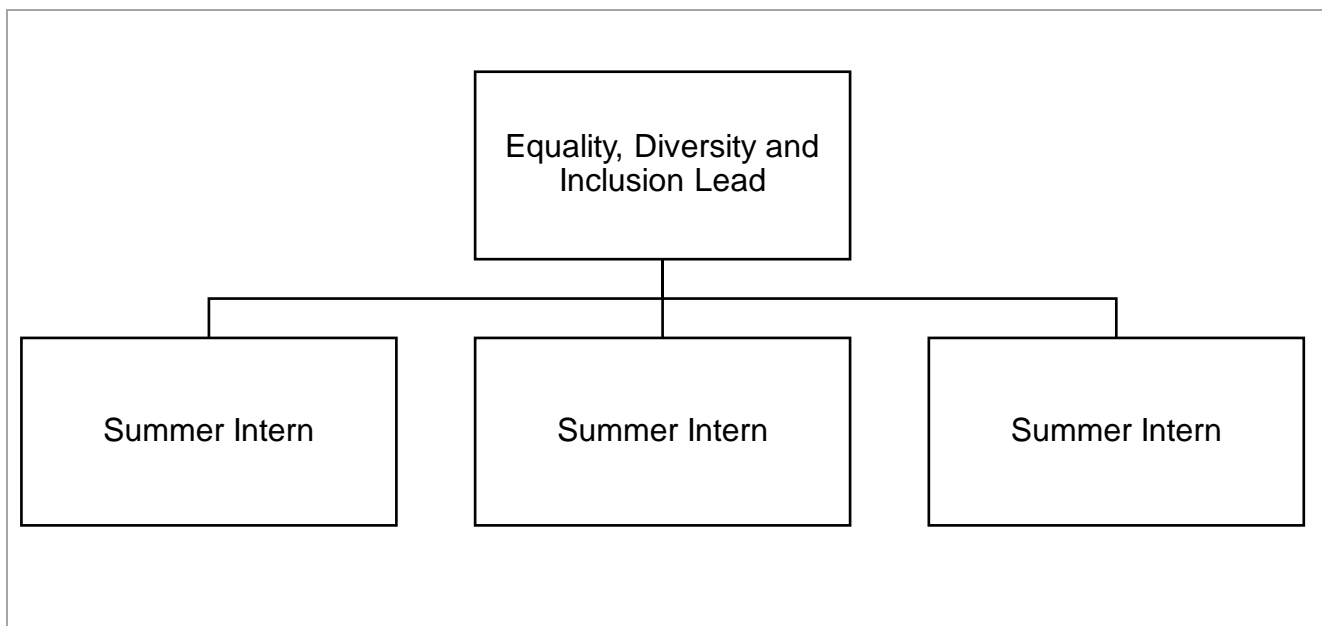 Equality, Diversity and
Inclusion Lead
Summer Intern
Summer Intern
Summer Intern